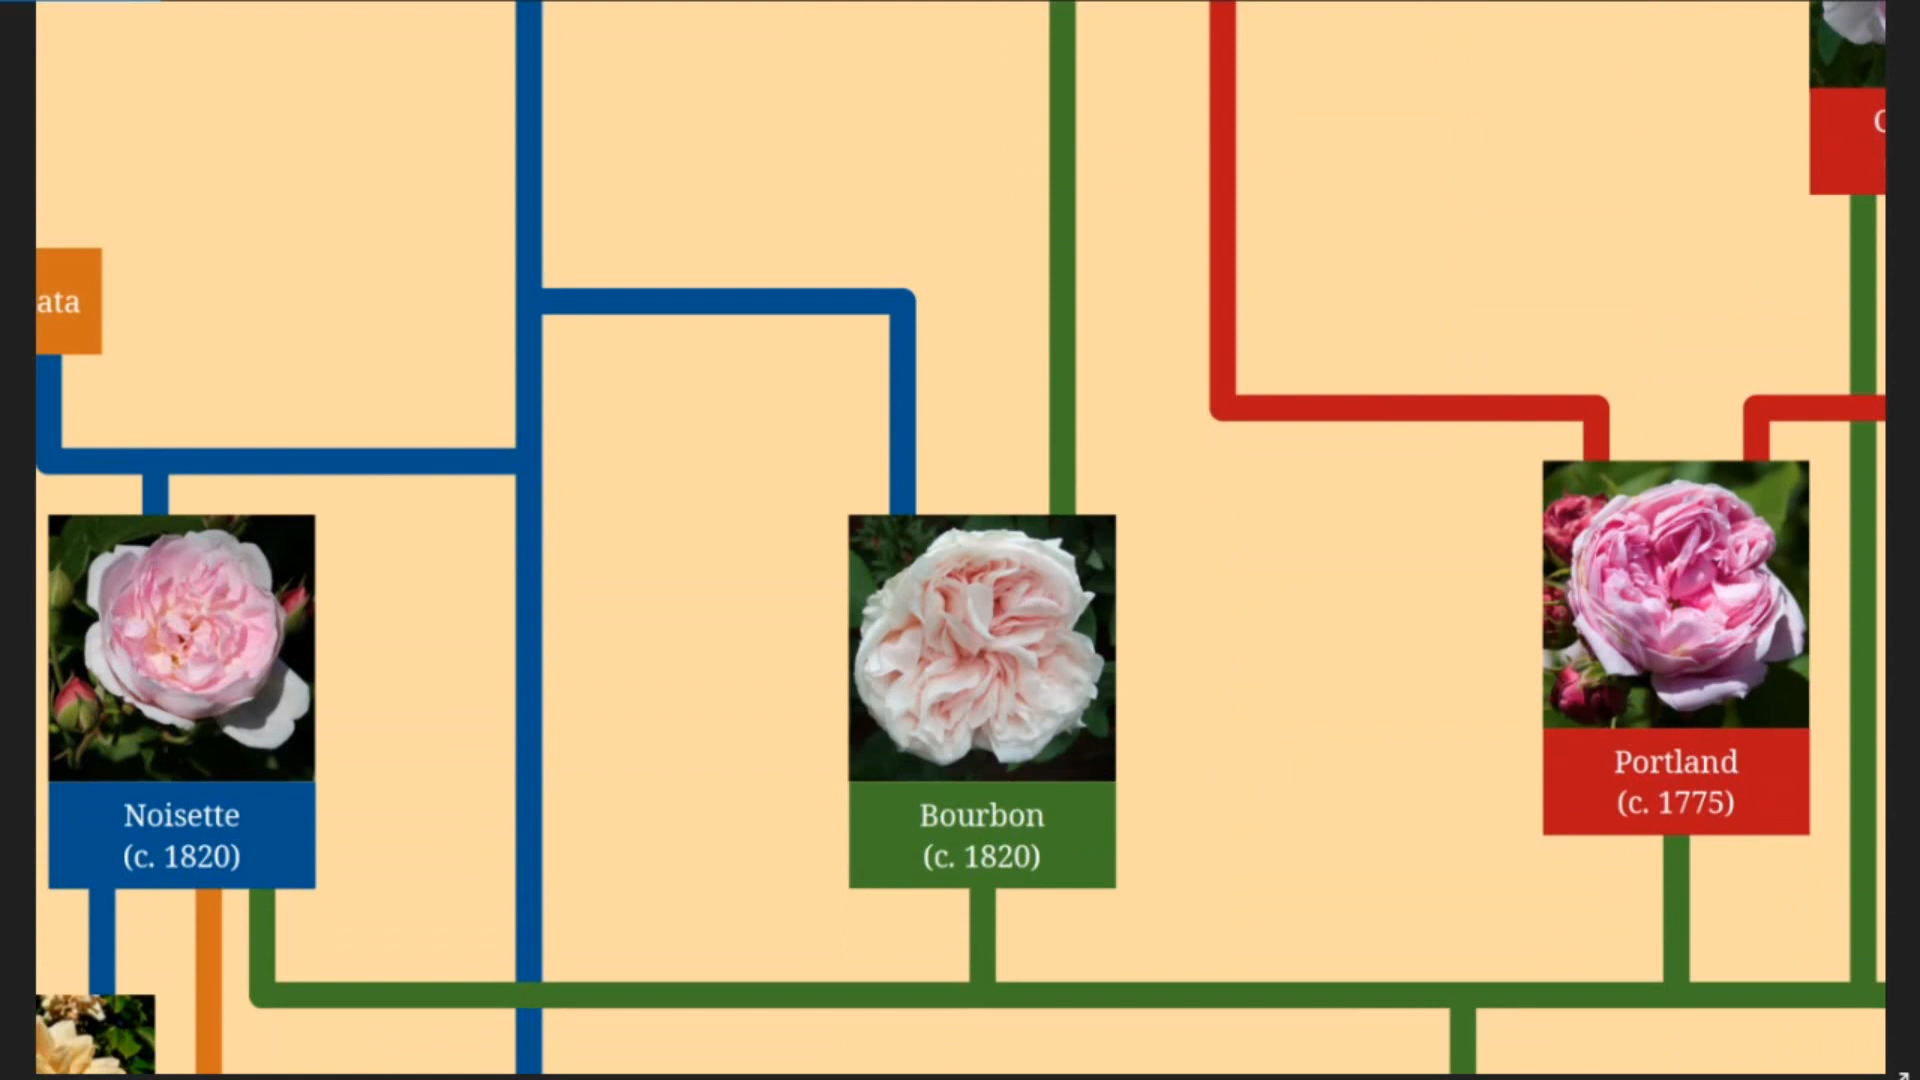 ata
Noisette
(c. 1820)
Bourbon
(c. 1820)
Portland
(c. 1775)